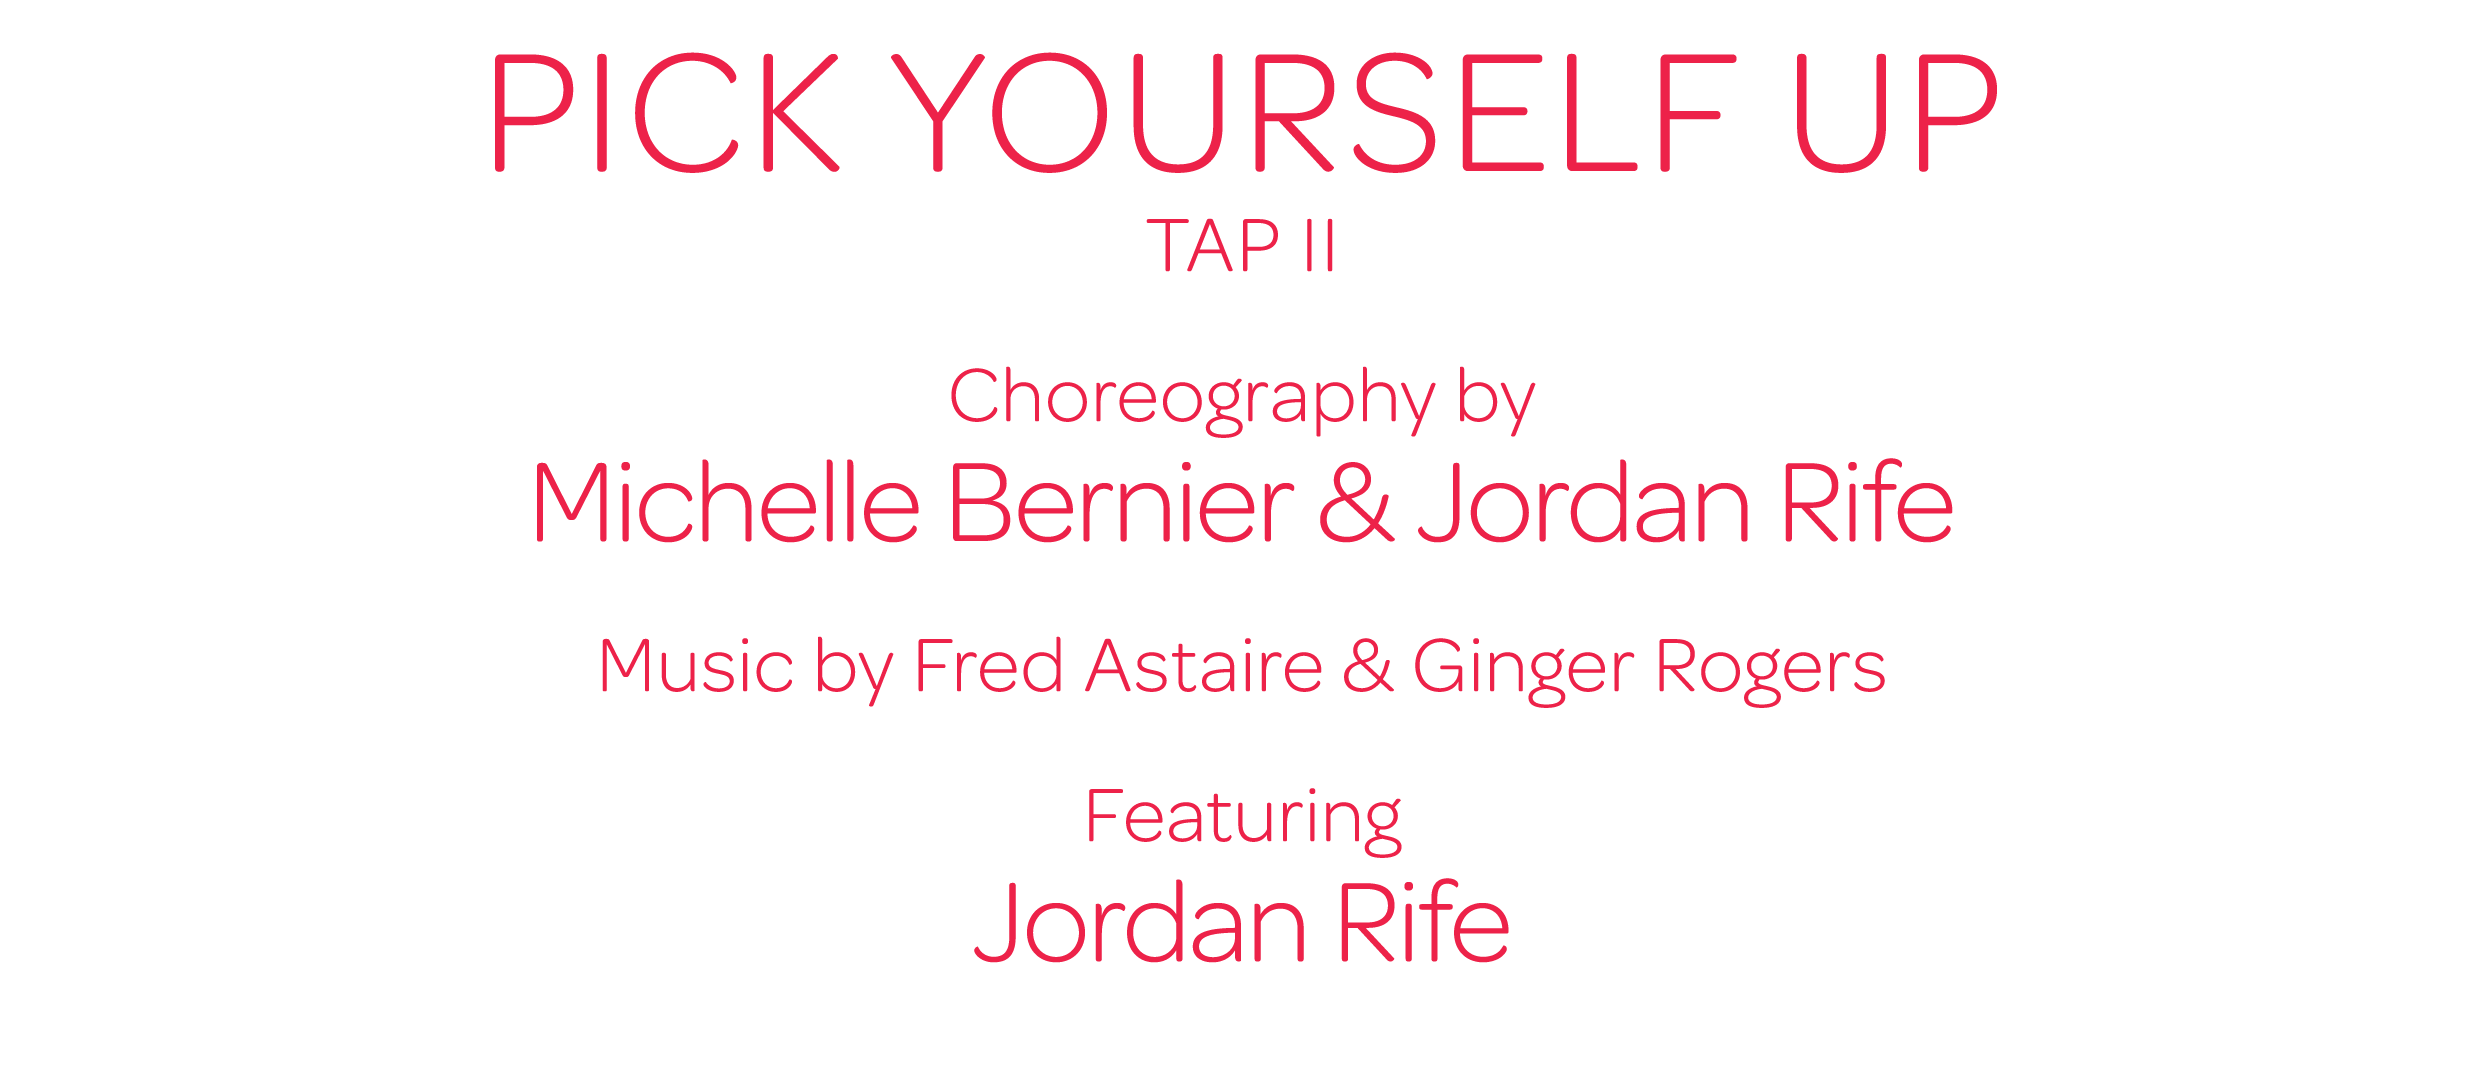 PICK YOURSELF UP
TAP II
Choreography by
Michelle Bernier & Jordan Rife
Music by Fred Astaire & Ginger Rogers
Featuring
Jordan Rife